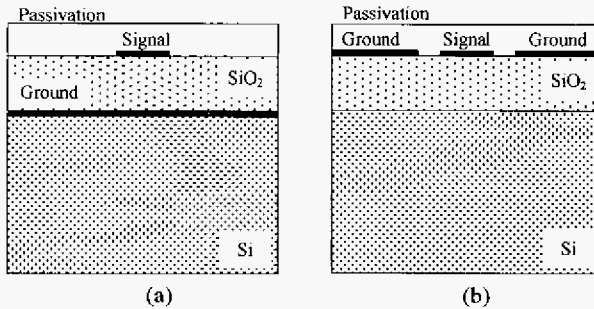 Passivation
Signal
SiO₂
Ground
Si
(a)
Passivation
Ground Signal Ground
SiO₂
Si
(b)